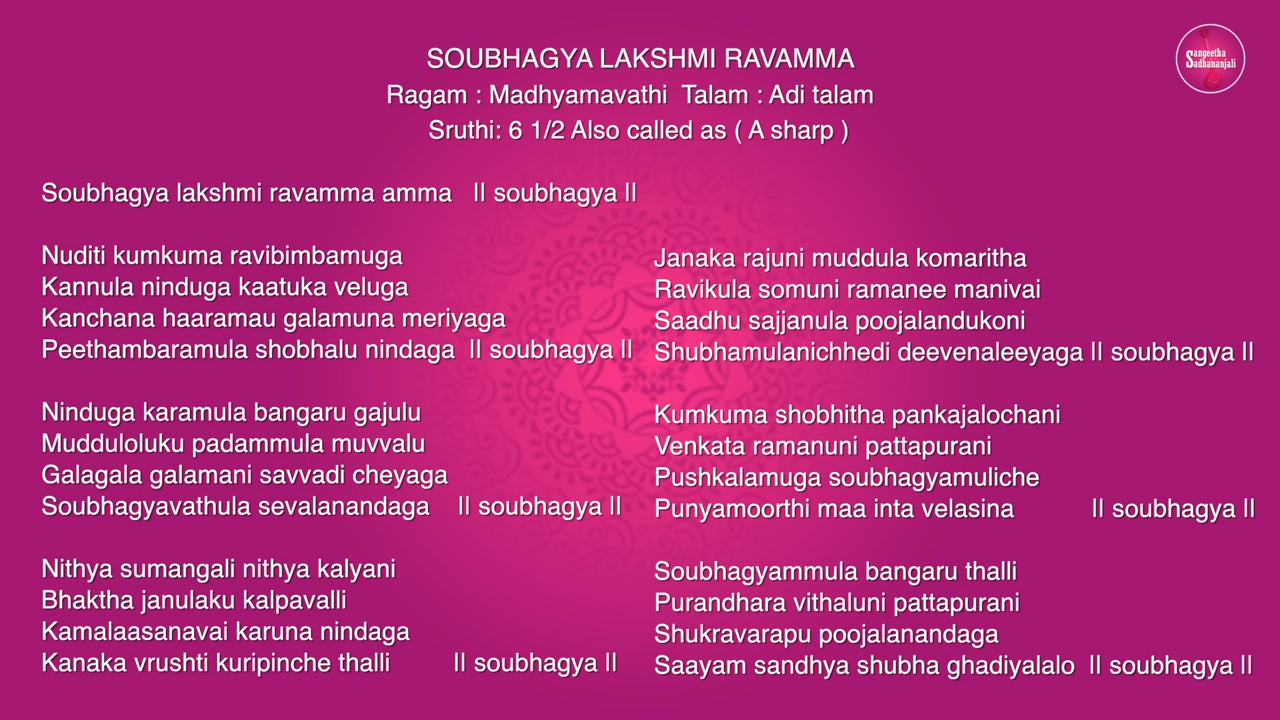 SOUBHAGYA LAKSHMI RAVAMMA
Ragam : Madhyamavathi  Talam : Adi talam
Sruthi: 6 1/2 Also called as ( A sharp )
Sangeetha
Sadhananjali
Soubhagya lakshmi ravamma amma   ll soubhagya ll
Nuditi kumkuma ravibimbamuga
Kannula ninduga kaatuka veluga
Kanchana haaramau galamuna meriyaga
Peethambaramula shobhalu nindaga  ll soubhagya ll
Ninduga karamula bangaru gajulu
Mudduloluku padammula muvvalu
Galagala galamani savvadi cheyaga
Soubhagyavathula sevalanandaga    ll soubhagya ll
Nithya sumangali nithya kalyani
Bhaktha janulaku kalpavalli
Kamalaasanavai karuna nindaga
Kanaka vrushti kuripinche thalli         ll soubhagya ll
Janaka rajuni muddula komaritha
Ravikula somuni ramanee manivai
Saadhu sajjanula poojalandukoni
Shubhamulanichhedi deevenaleeyaga ll soubhagya ll
Kumkuma shobhitha pankajalochani
Venkata ramanuni pattapurani
Pushkalamuga soubhagyamuliche
Punyamoorthi maa inta velasina           ll soubhagya ll
Soubhagyammula bangaru thalli
Purandhara vithaluni pattapurani
Shukravarapu poojalanandaga
Saayam sandhya shubha ghadiyalalo  ll soubhagya ll